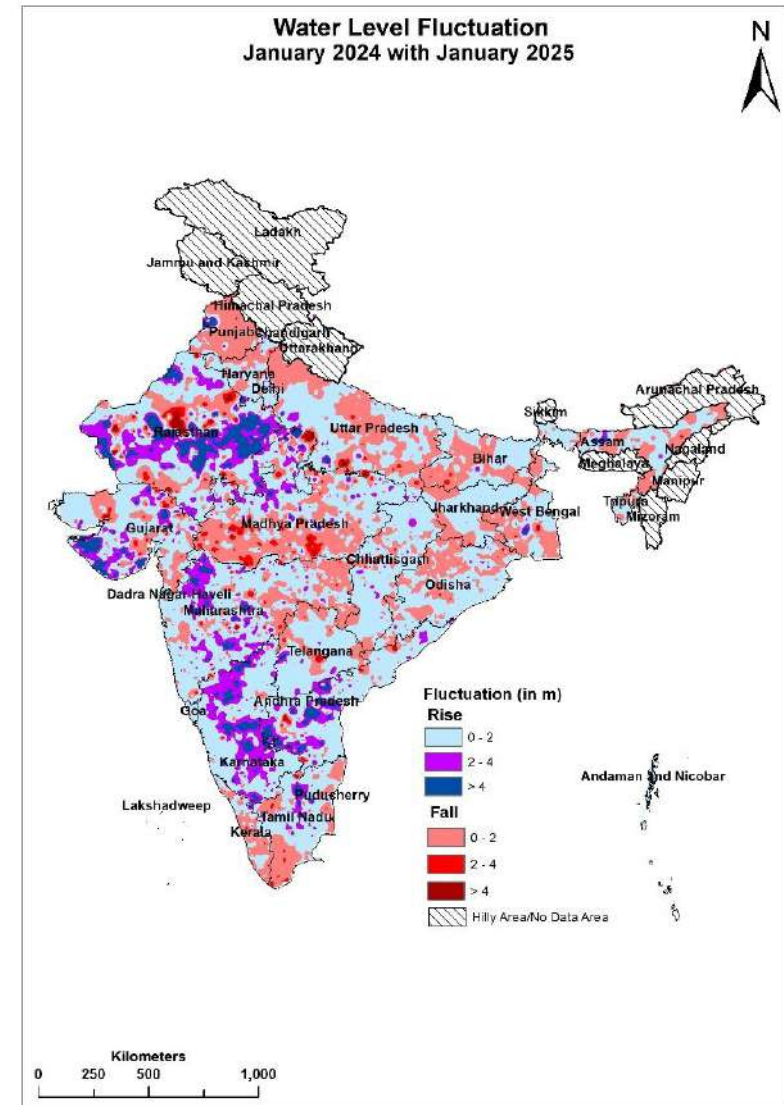 Water Level Fluctuation
January 2024 with January 2025
N
Ladakh
Jammu and Kashmir
Himachal Pradesh
Punjab
Chandigarh
Uttarakhand
Haryana
Delhi
Arunachal Pradesh
Sikkim
Rajasthan
Uttar Pradesh
Assam
Nagaland
Bihar
Meghalaya
Manipur
Tripura
Mizoram
Jharkhand
West Bengal
Gujarat
Madhya Pradesh
Chhattisgarh
Odisha
Dadra Nagar Haveli
Maharashtra
Telangana
Goa
Andhra Pradesh
Karnataka
Puducherry
Lakshadweep
Tamil Nadu
Kerala
Andaman and Nicobar
Fluctuation (in m)
Rise
0 - 2
2 - 4
> 4
Fall
0 - 2
2 - 4
> 4
Hilly Area/No Data Area
Kilometers
0 250 500 1,000